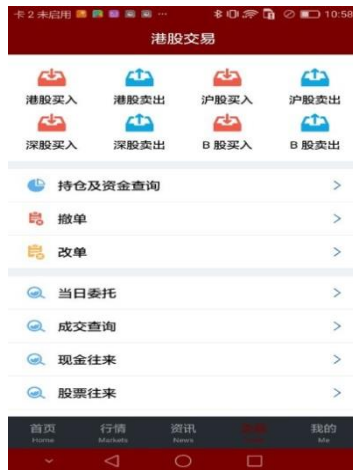 卡2未启用 … 10:58
港股交易
港股买入 港股卖出 沪股买入 沪股卖出
深股买入 深股卖出 B股买入 B股卖出
持仓及资金查询 >
撤单 >
改单 >
当日委托 >
成交查询 >
现金往来 >
股票往来 >
首页 行情 资讯 我的
Home Markets News Me